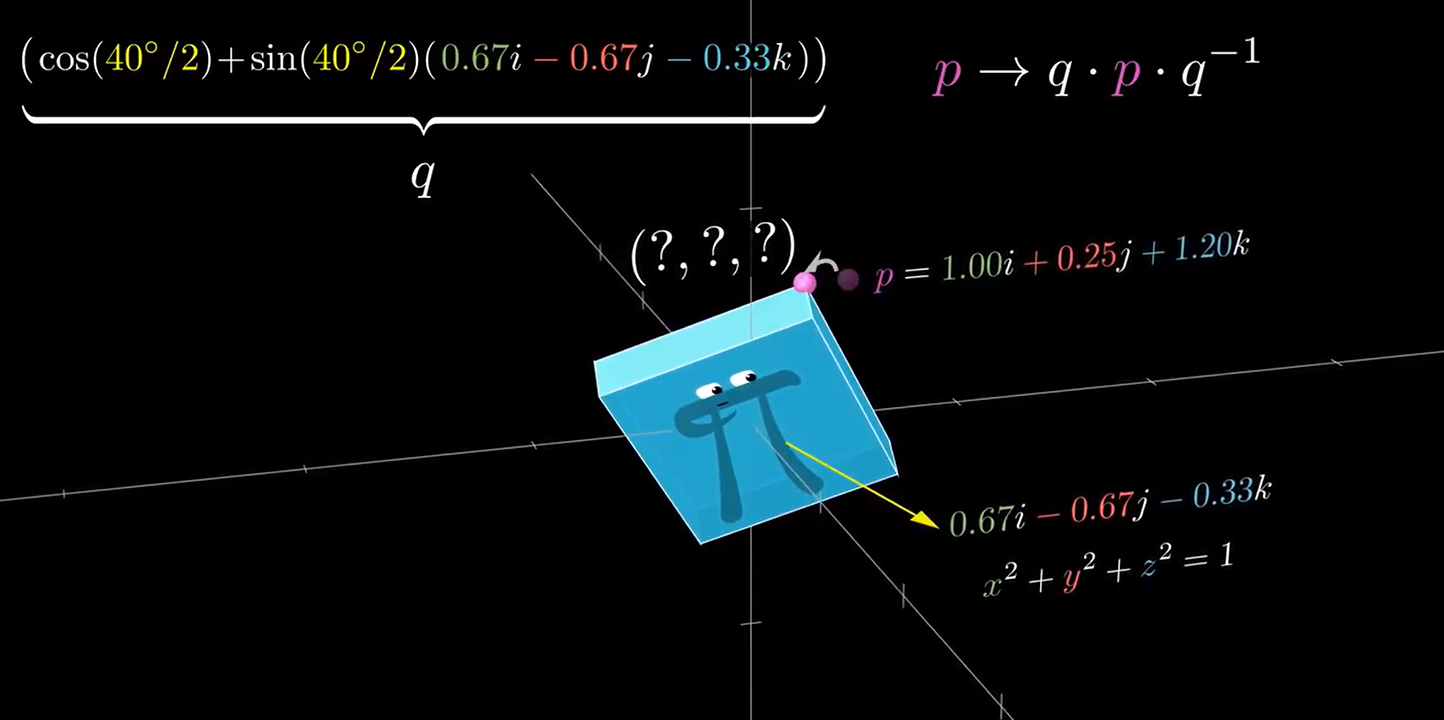 (cos(40°/2)+sin(40°/2)(0.67i − 0.67j − 0.33k))
q
p → q · p · q⁻¹
(?, ?, ?)
p = 1.00i + 0.25j + 1.20k
0.67i − 0.67j − 0.33k
x² + y² + z² = 1